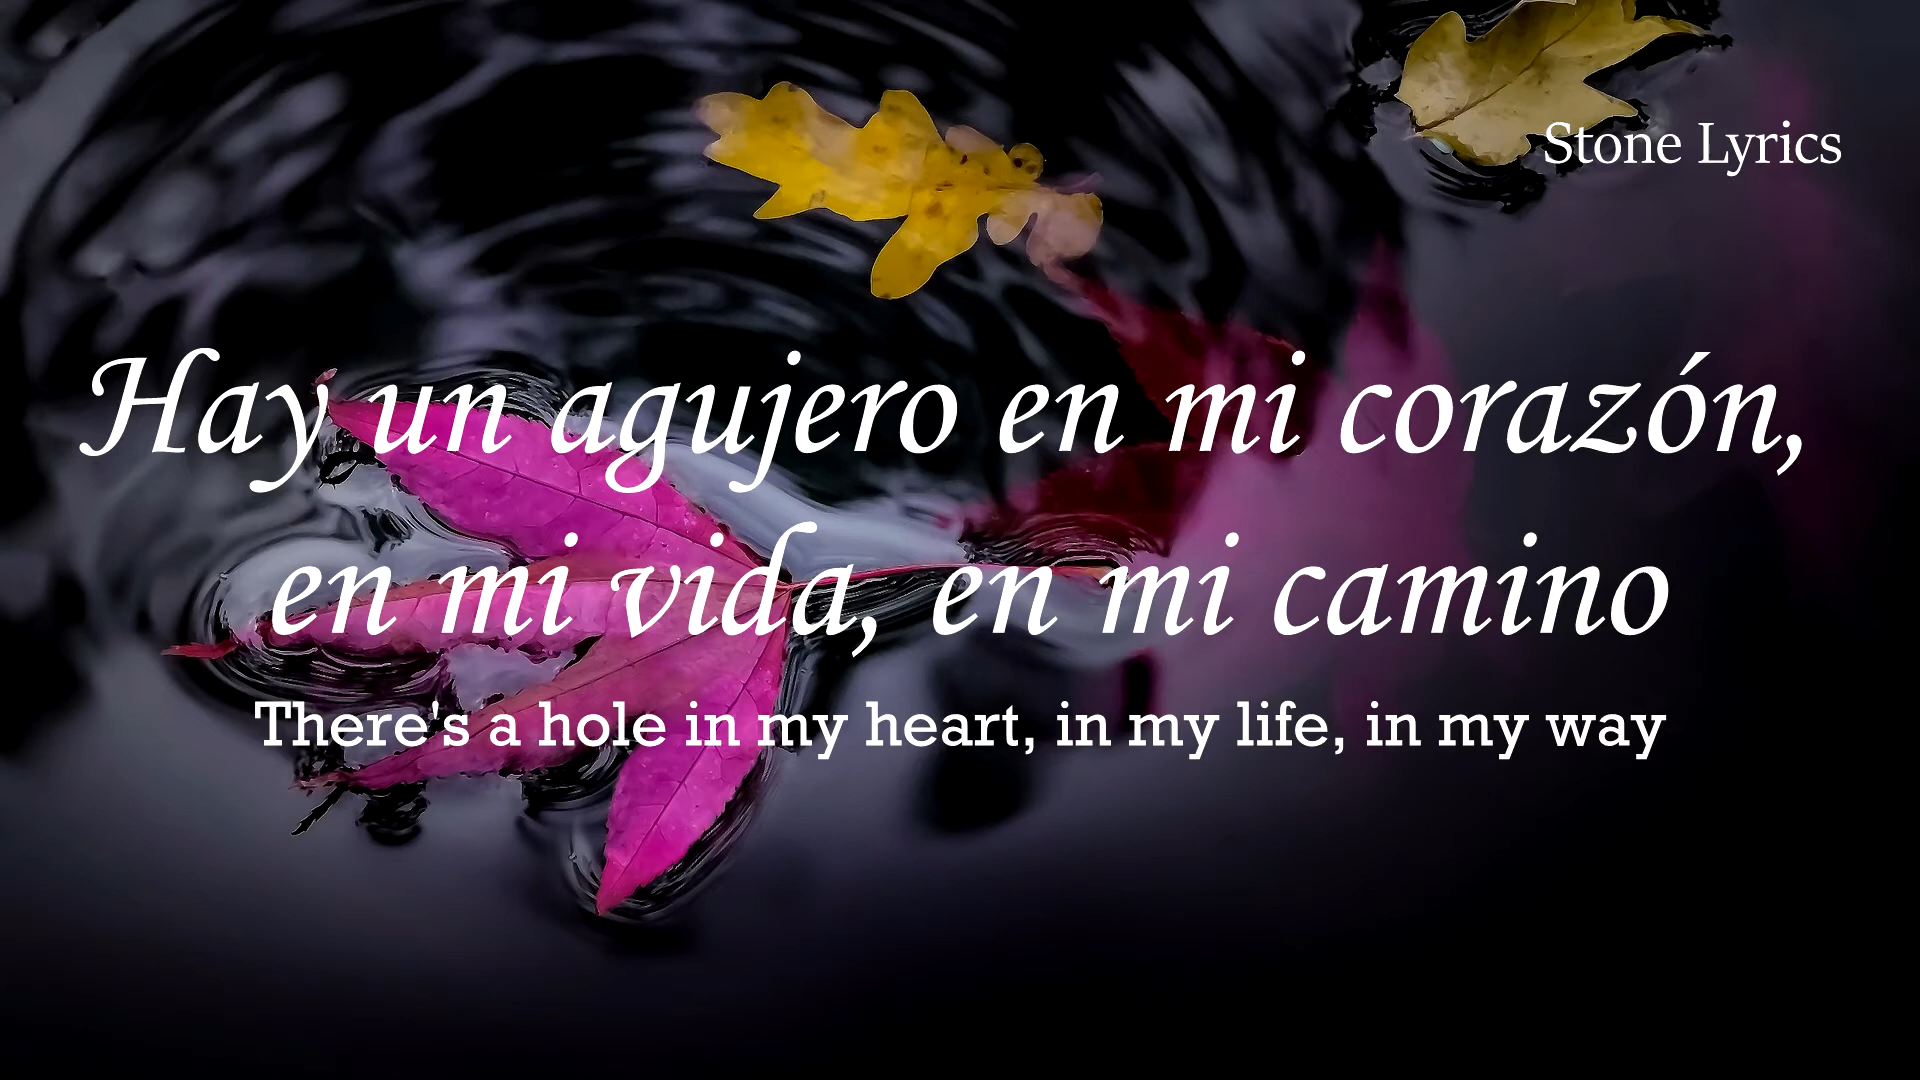 Stone Lyrics
Hay un agujero en mi corazón,
en mi vida, en mi camino
There's a hole in my heart, in my life, in my way